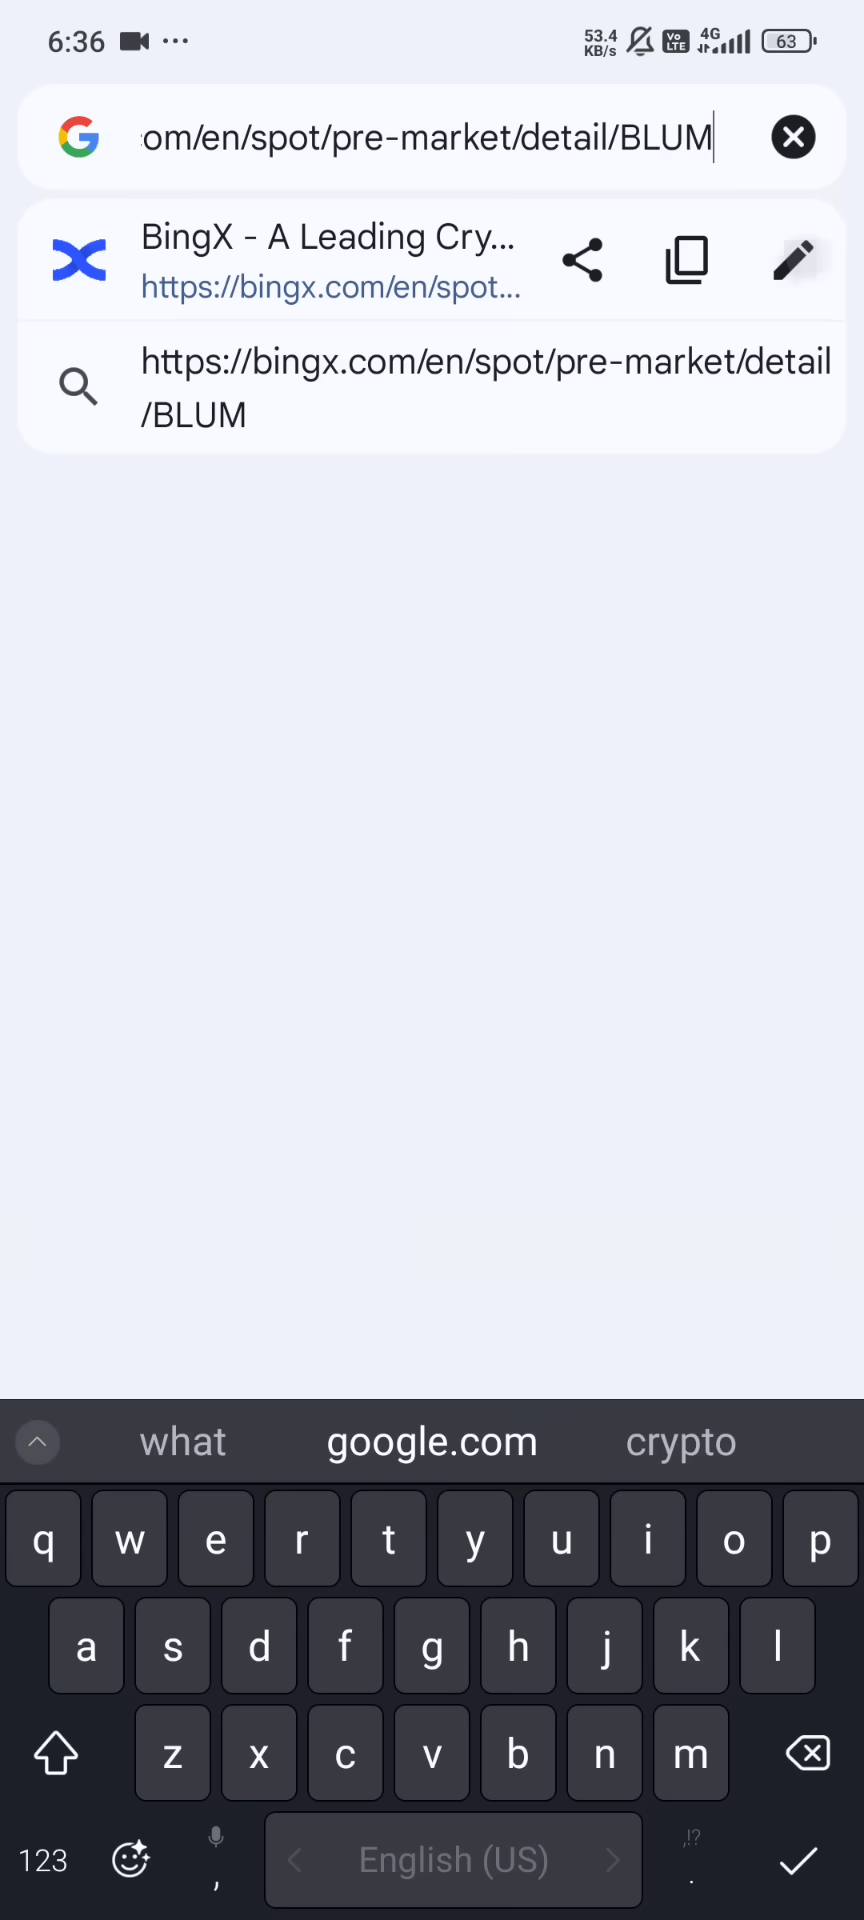 6:36 ... 53.4 KB/s Vo LTE 4G 63
om/en/spot/pre-market/detail/BLUM
BingX - A Leading Cry...
https://bingx.com/en/spot...
https://bingx.com/en/spot/pre-market/detail
/BLUM
what google.com crypto
q w e r t y u i o p
a s d f g h j k l
z x c v b n m
123 , English (US) ,!? .